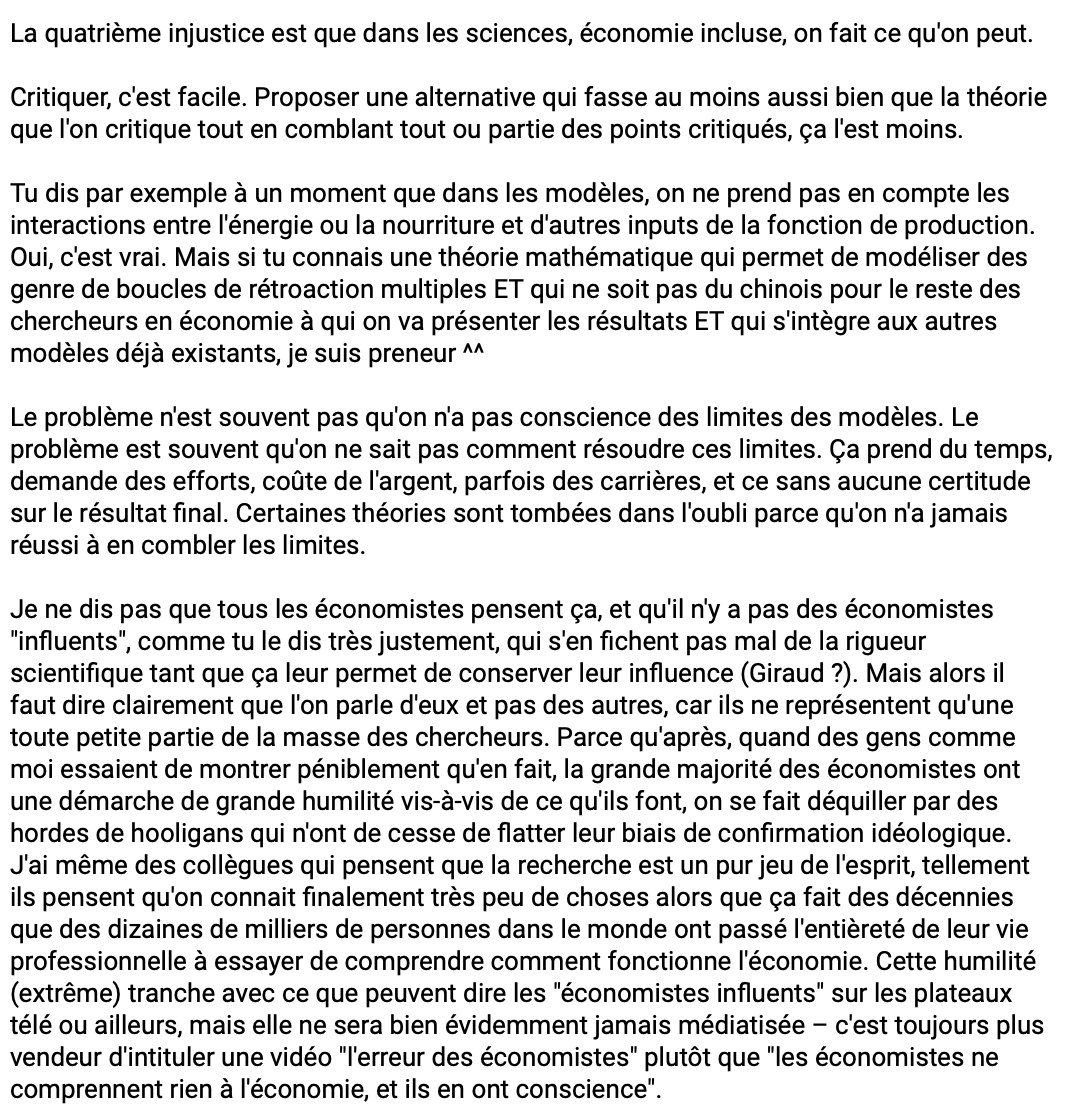 La quatrième injustice est que dans les sciences, économie incluse, on fait ce qu'on peut.
Critiquer, c'est facile. Proposer une alternative qui fasse au moins aussi bien que la théorie
que l'on critique tout en comblant tout ou partie des points critiqués, ça l'est moins.
Tu dis par exemple à un moment que dans les modèles, on ne prend pas en compte les
interactions entre l'énergie ou la nourriture et d'autres inputs de la fonction de production.
Oui, c'est vrai. Mais si tu connais une théorie mathématique qui permet de modéliser des
genre de boucles de rétroaction multiples ET qui ne soit pas du chinois pour le reste des
chercheurs en économie à qui on va présenter les résultats ET qui s'intègre aux autres
modèles déjà existants, je suis preneur ^^
Le problème n'est souvent pas qu'on n'a pas conscience des limites des modèles. Le
problème est souvent qu'on ne sait pas comment résoudre ces limites. Ça prend du temps,
demande des efforts, coûte de l'argent, parfois des carrières, et ce sans aucune certitude
sur le résultat final. Certaines théories sont tombées dans l'oubli parce qu'on n'a jamais
réussi à en combler les limites.
Je ne dis pas que tous les économistes pensent ça, et qu'il n'y a pas des économistes
"influents", comme tu le dis très justement, qui s'en fichent pas mal de la rigueur
scientifique tant que ça leur permet de conserver leur influence (Giraud ?). Mais alors il
faut dire clairement que l'on parle d'eux et pas des autres, car ils ne représentent qu'une
toute petite partie de la masse des chercheurs. Parce qu'après, quand des gens comme
moi essaient de montrer péniblement qu'en fait, la grande majorité des économistes ont
une démarche de grande humilité vis-à-vis de ce qu'ils font, on se fait déquiller par des
hordes de hooligans qui n'ont de cesse de flatter leur biais de confirmation idéologique.
J'ai même des collègues qui pensent que la recherche est un pur jeu de l'esprit, tellement
ils pensent qu'on connait finalement très peu de choses alors que ça fait des décennies
que des dizaines de milliers de personnes dans le monde ont passé l'entièreté de leur vie
professionnelle à essayer de comprendre comment fonctionne l'économie. Cette humilité
(extrême) tranche avec ce que peuvent dire les "économistes influents" sur les plateaux
télé ou ailleurs, mais elle ne sera bien évidemment jamais médiatisée – c'est toujours plus
vendeur d'intituler une vidéo "l'erreur des économistes" plutôt que "les économistes ne
comprennent rien à l'économie, et ils en ont conscience".